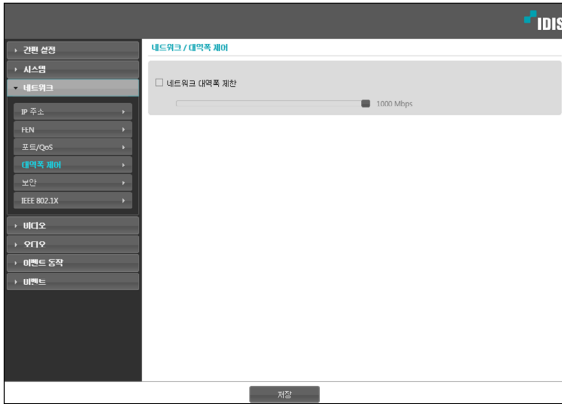 IDIS
간편 설정
시스템
네트워크
IP 주소
FEN
포트/QoS
대역폭 제어
보안
IEEE 802.1X
비디오
오디오
이벤트 동작
이벤트
네트워크 / 대역폭 제어
네트워크 대역폭 제한
1000 Mbps
저장